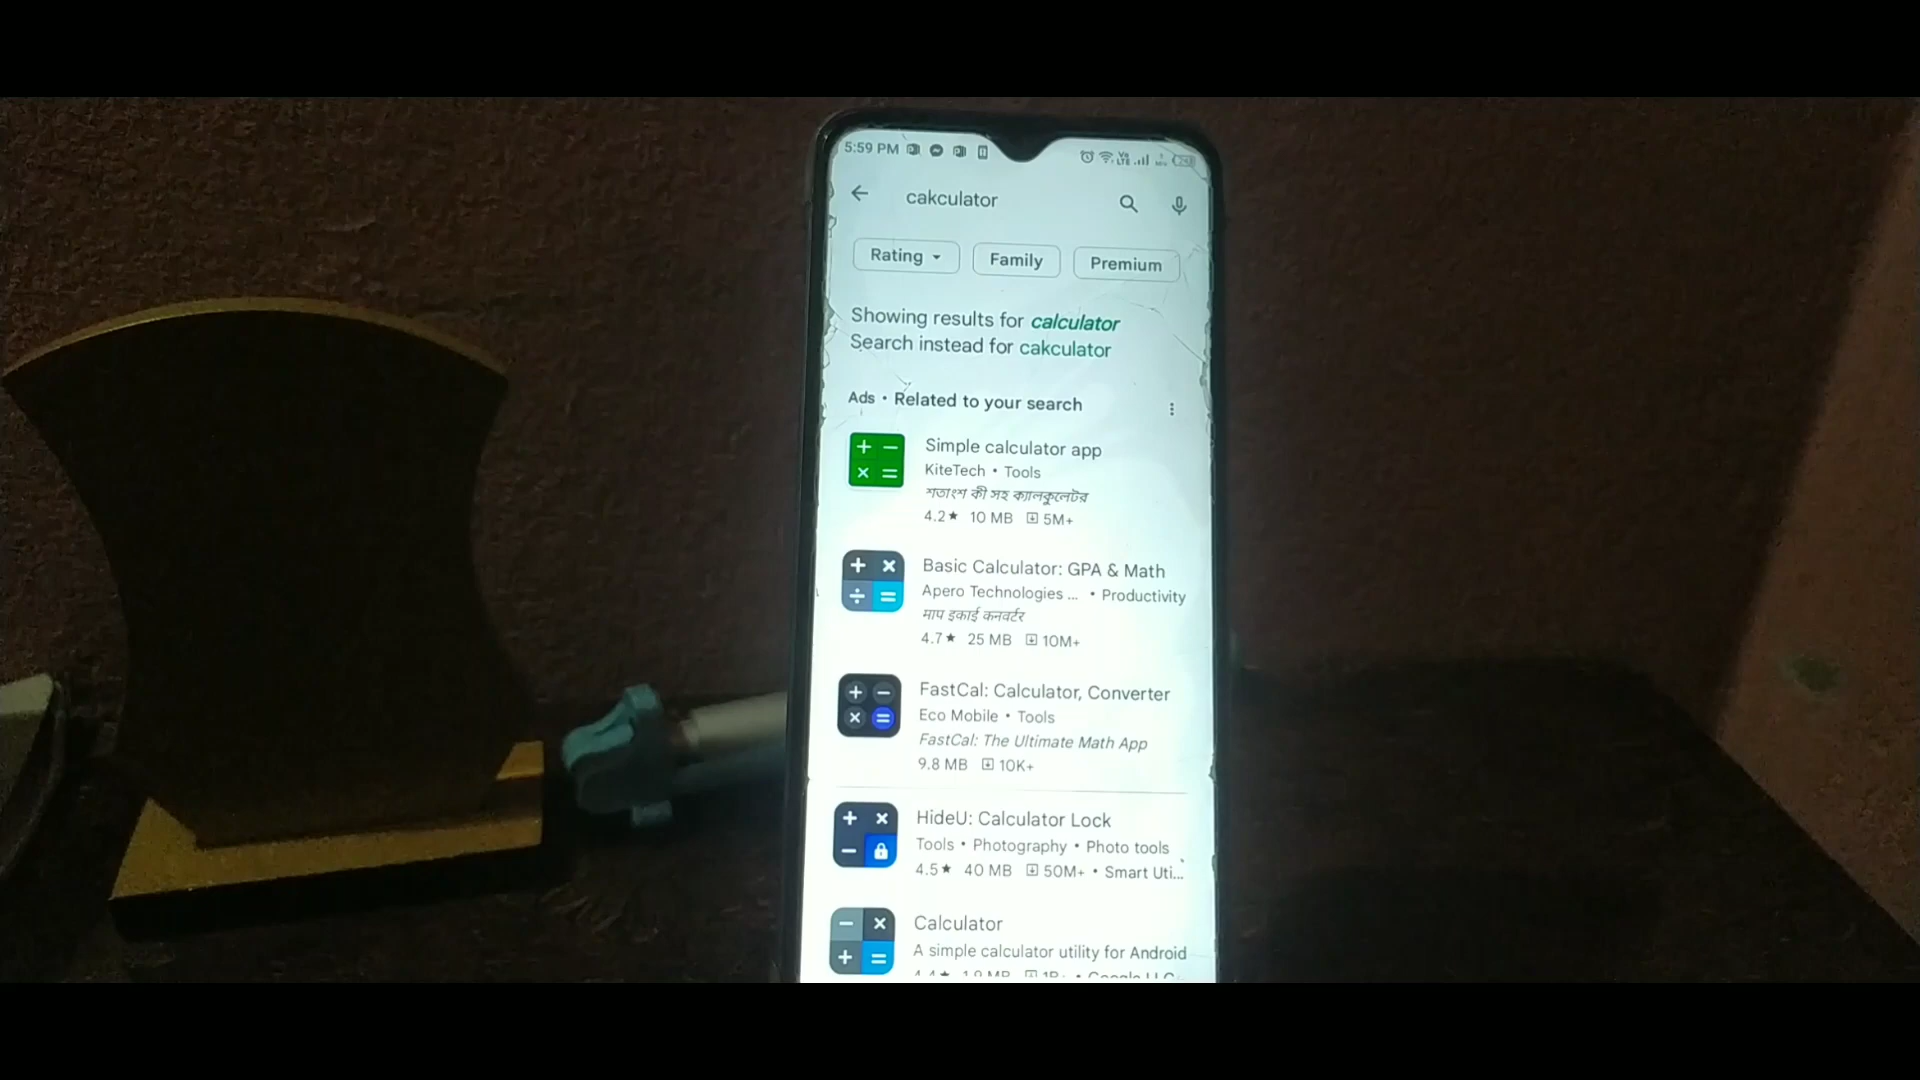 5:59 PM
cakculator
Rating
Family
Premium
Showing results for calculator
Search instead for cakculator
Ads • Related to your search
Simple calculator app
KiteTech • Tools
শতাংশ কী সহ ক্যালকুলেটর
4.2★ 10 MB 5M+
Basic Calculator: GPA & Math
Apero Technologies ... • Productivity
माप इकाई कनवर्टर
4.7★ 25 MB 10M+
FastCal: Calculator, Converter
Eco Mobile • Tools
FastCal: The Ultimate Math App
9.8 MB 10K+
HideU: Calculator Lock
Tools • Photography • Photo tools
4.5★ 40 MB 50M+ • Smart Uti...
Calculator
A simple calculator utility for Android